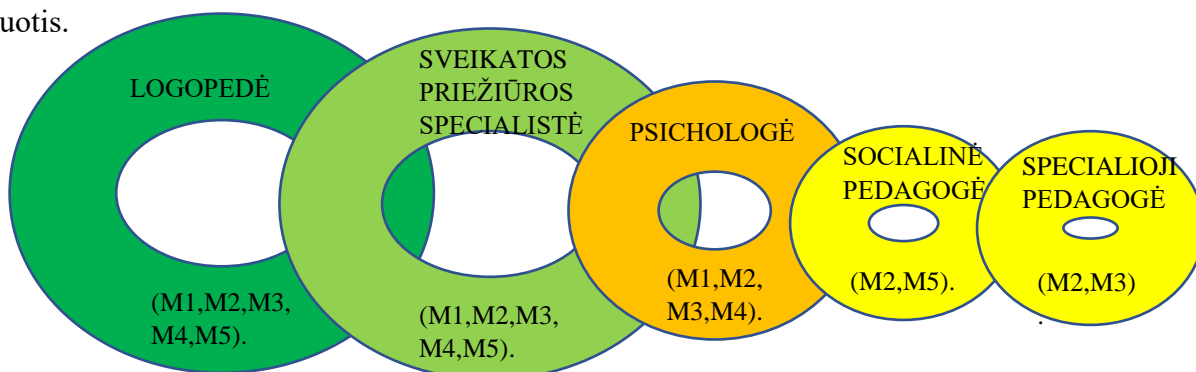 uotis.
LOGOPEDĖ
(M1,M2,M3,
M4,M5).
SVEIKATOS
PRIEŽIŪROS
SPECIALISTĖ
(M1,M2,M3,
M4,M5).
PSICHOLOGĖ
(M1,M2,
M3,M4).
SOCIALINĖ
PEDAGOGĖ
(M2,M5).
SPECIALIOJI
PEDAGOGĖ
(M2,M3)
.